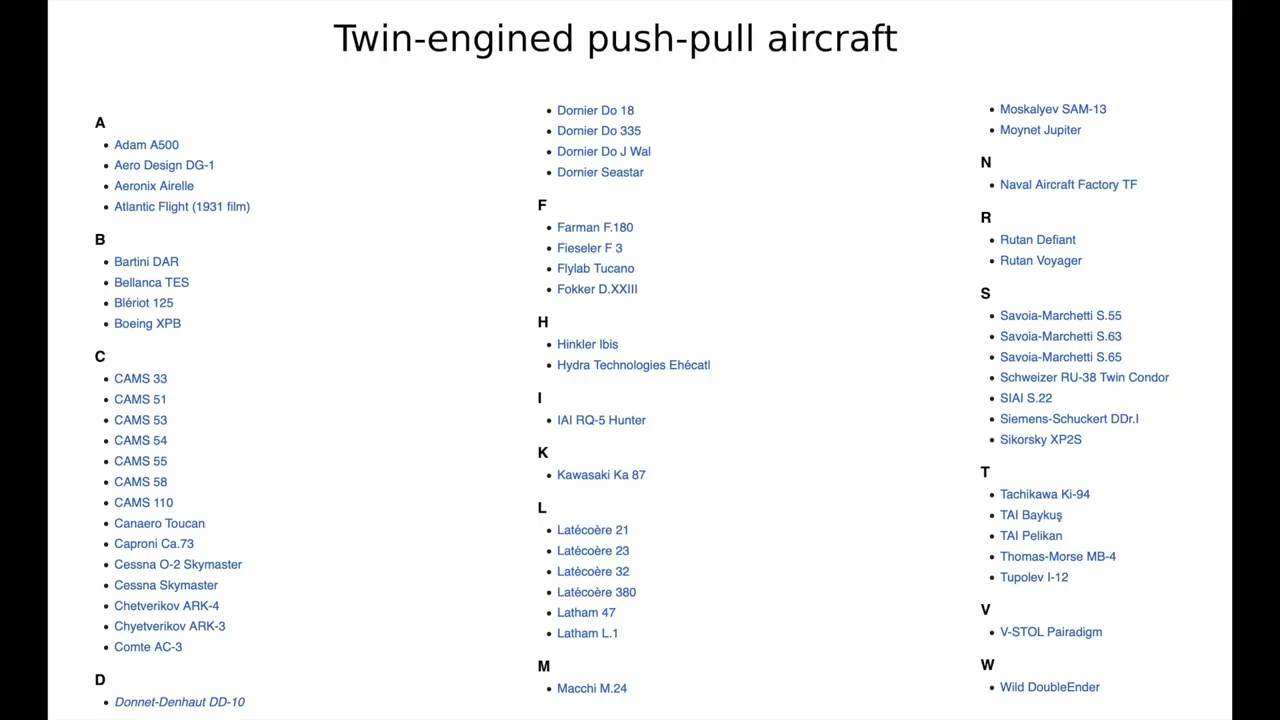 Twin-engined push-pull aircraft
A
Adam A500
Aero Design DG-1
Aeronix Airelle
Atlantic Flight (1931 film)
B
Bartini DAR
Bellanca TES
Blériot 125
Boeing XPB
C
CAMS 33
CAMS 51
CAMS 53
CAMS 54
CAMS 55
CAMS 58
CAMS 110
Canaero Toucan
Caproni Ca.73
Cessna O-2 Skymaster
Cessna Skymaster
Chetverikov ARK-4
Chyetverikov ARK-3
Comte AC-3
D
Donnet-Denhaut DD-10
Dornier Do 18
Dornier Do 335
Dornier Do J Wal
Dornier Seastar
F
Farman F.180
Fieseler F 3
Flylab Tucano
Fokker D.XXIII
H
Hinkler Ibis
Hydra Technologies Ehécatl
I
IAI RQ-5 Hunter
K
Kawasaki Ka 87
L
Latécoère 21
Latécoère 23
Latécoère 32
Latécoère 380
Latham 47
Latham L.1
M
Macchi M.24
Moskalyev SAM-13
Moynet Jupiter
N
Naval Aircraft Factory TF
R
Rutan Defiant
Rutan Voyager
S
Savoia-Marchetti S.55
Savoia-Marchetti S.63
Savoia-Marchetti S.65
Schweizer RU-38 Twin Condor
SIAI S.22
Siemens-Schuckert DDr.I
Sikorsky XP2S
T
Tachikawa Ki-94
TAI Baykuş
TAI Pelikan
Thomas-Morse MB-4
Tupolev I-12
V
V-STOL Pairadigm
W
Wild DoubleEnder